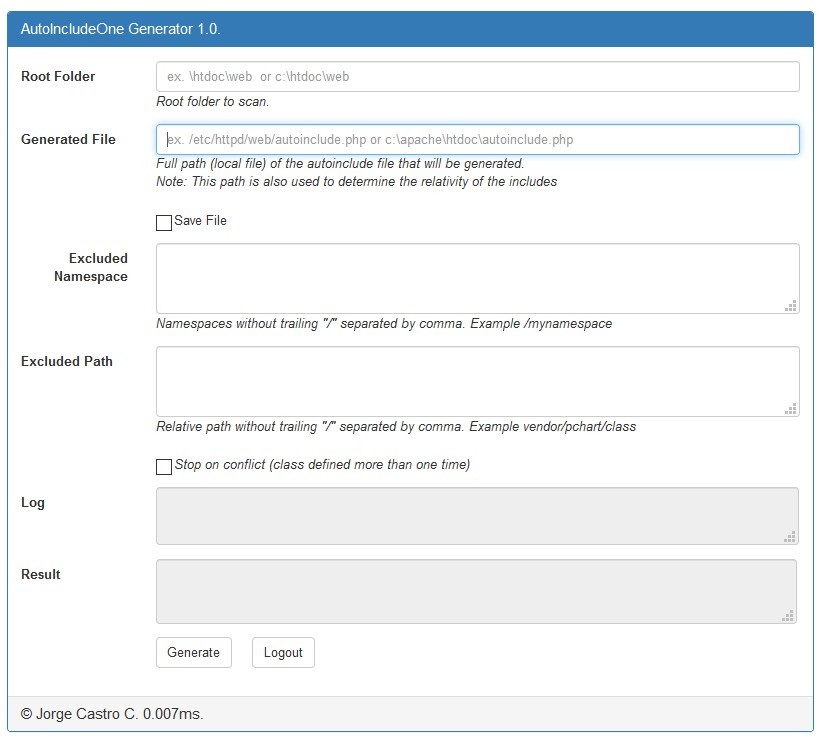 AutoIncludeOne Generator 1.0.
Root Folder
ex. \htdoc\web or c:\htdoc\web
Root folder to scan.
Generated File
ex. /etc/httpd/web/autoinclude.php or c:\apache\htdoc\autoinclude.php
Full path (local file) of the autoinclude file that will be generated.
Note: This path is also used to determine the relativity of the includes
Save File
Excluded
Namespace
Namespaces without trailing "/" separated by comma. Example /mynamespace
Excluded Path
Relative path without trailing "/" separated by comma. Example vendor/pchart/class
Stop on conflict (class defined more than one time)
Log
Result
Generate Logout
© Jorge Castro C. 0.007ms.